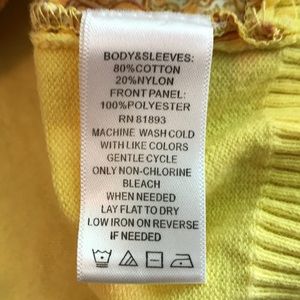 BODY&SLEEVES:
80%COTTON
20%NYLON
FRONT PANEL:
100%POLYESTER
RN 81893
MACHINE WASH COLD
WITH LIKE COLORS
GENTLE CYCLE
ONLY NON-CHLORINE
BLEACH
WHEN NEEDED
LAY FLAT TO DRY
LOW IRON ON REVERSE
IF NEEDED